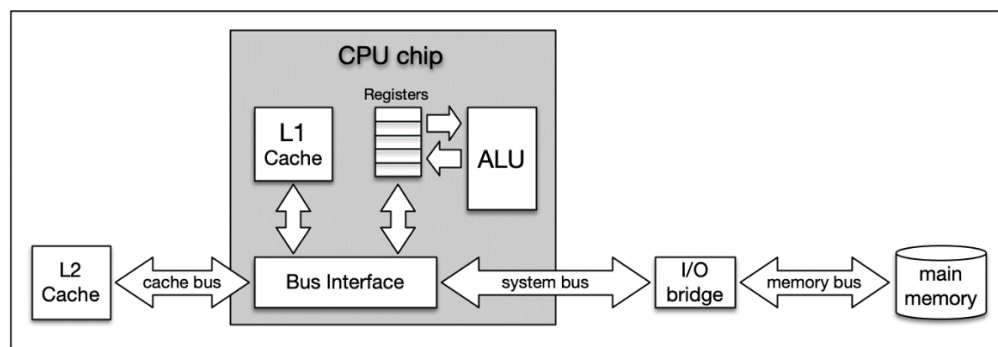 CPU chip
Registers
L1
Cache
ALU
L2
Cache
cache bus
Bus Interface
system bus
I/O
bridge
memory bus
main
memory